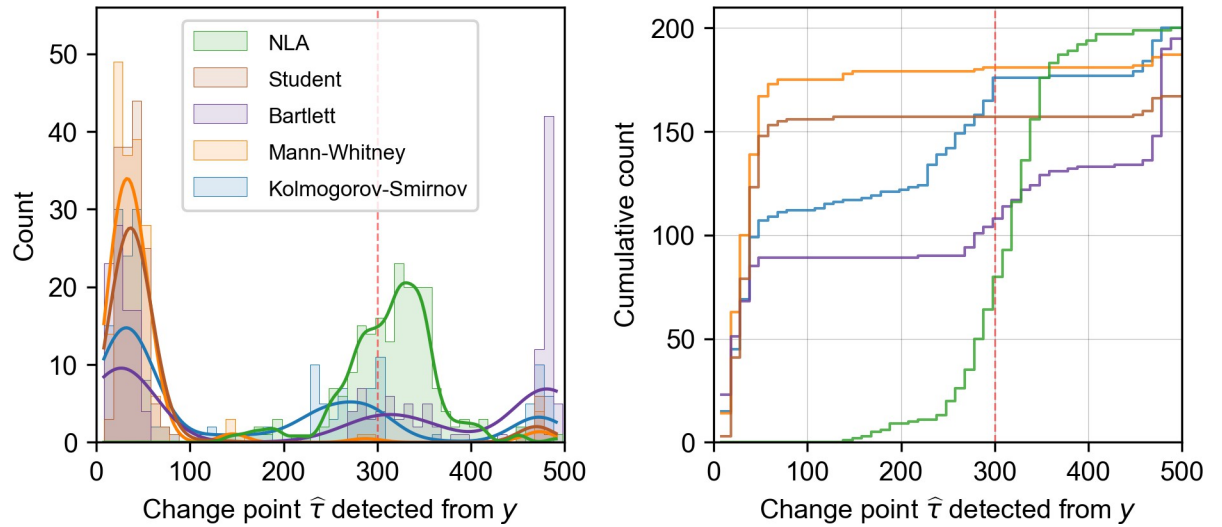 50
40
30
20
10
0
Count
NLA
Student
Bartlett
Mann-Whitney
Kolmogorov-Smirnov
0 100 200 300 400 500
Change point τ̂ detected from y
200
150
100
50
0
Cumulative count
0 100 200 300 400 500
Change point τ̂ detected from y